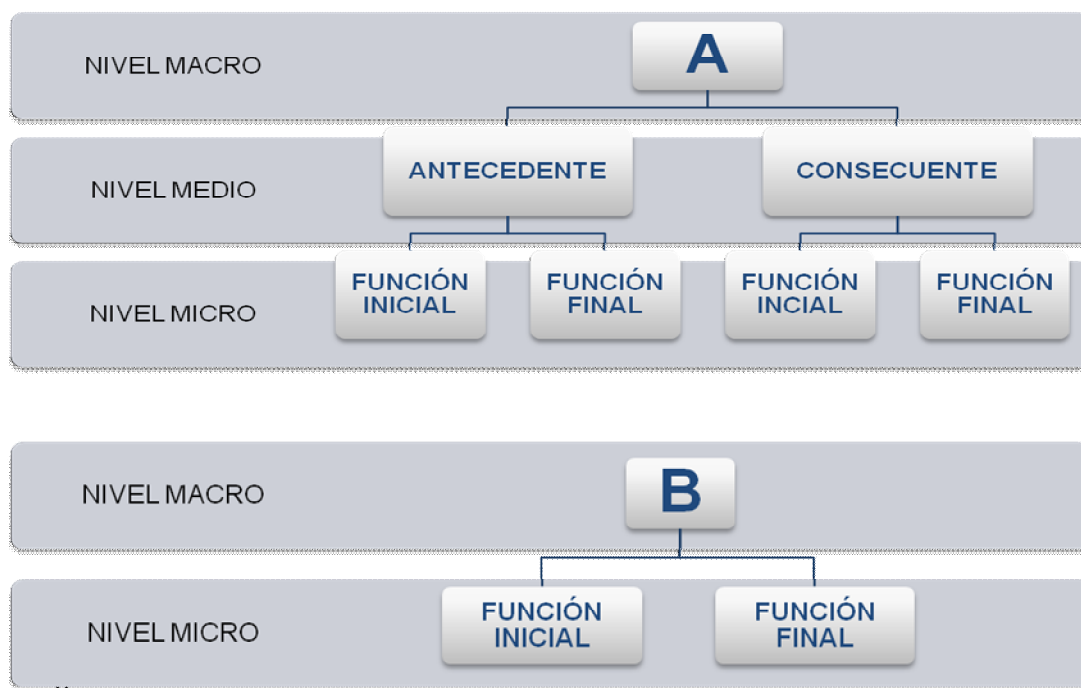 NIVEL MACRO
A
NIVEL MEDIO
ANTECEDENTE
CONSECUENTE
NIVEL MICRO
FUNCIÓN
INICIAL
FUNCIÓN
FINAL
FUNCIÓN
INCIAL
FUNCIÓN
FINAL
NIVEL MACRO
B
NIVEL MICRO
FUNCIÓN
INICIAL
FUNCIÓN
FINAL